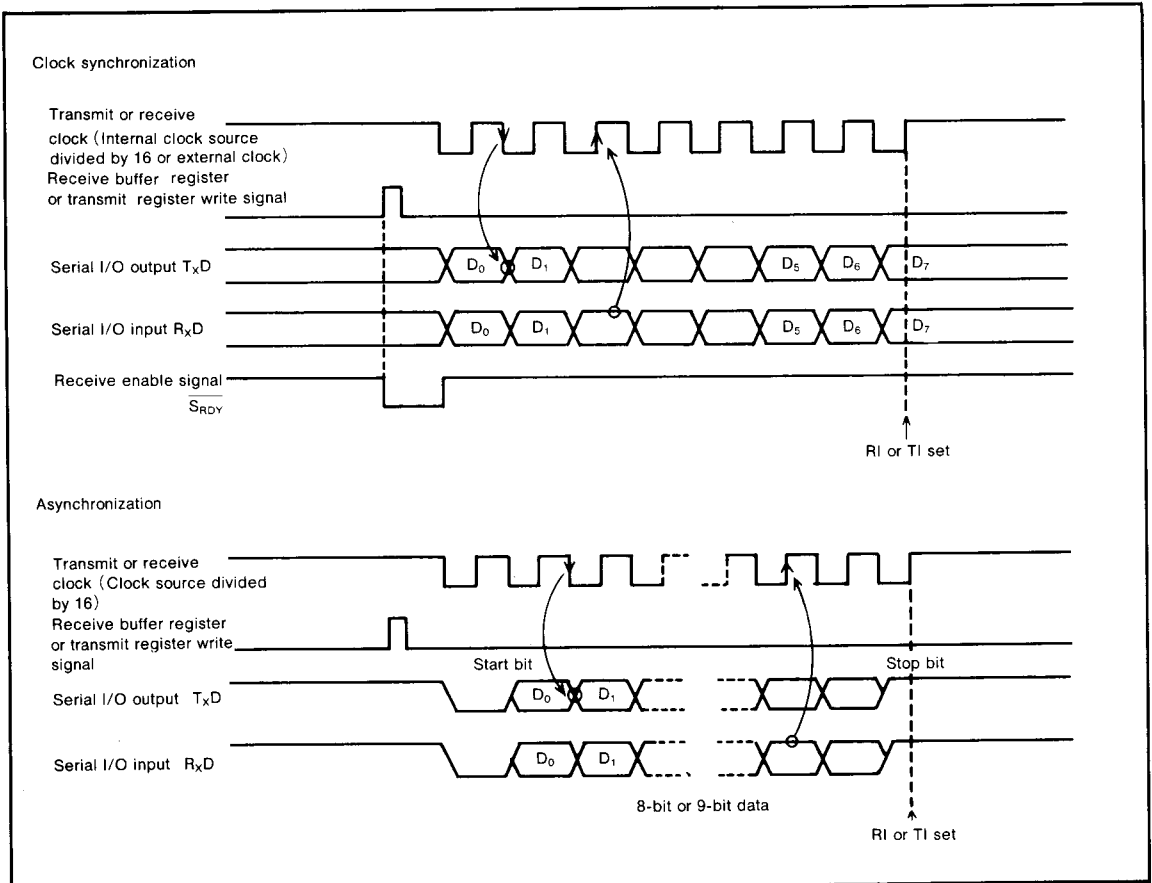 Clock synchronization
Transmit or receive
clock (Internal clock source
divided by 16 or external clock)
Receive buffer register
or transmit register write signal
Serial I/O output TxD
D0 D1 D5 D6 D7
Serial I/O input RxD
D0 D1 D5 D6 D7
Receive enable signal
SRDY
RI or TI set
Asynchronization
Transmit or receive
clock (Clock source divided
by 16)
Receive buffer register
or transmit register write
signal
Start bit
Stop bit
Serial I/O output TxD
D0 D1
Serial I/O input RxD
D0 D1
8-bit or 9-bit data
RI or TI set